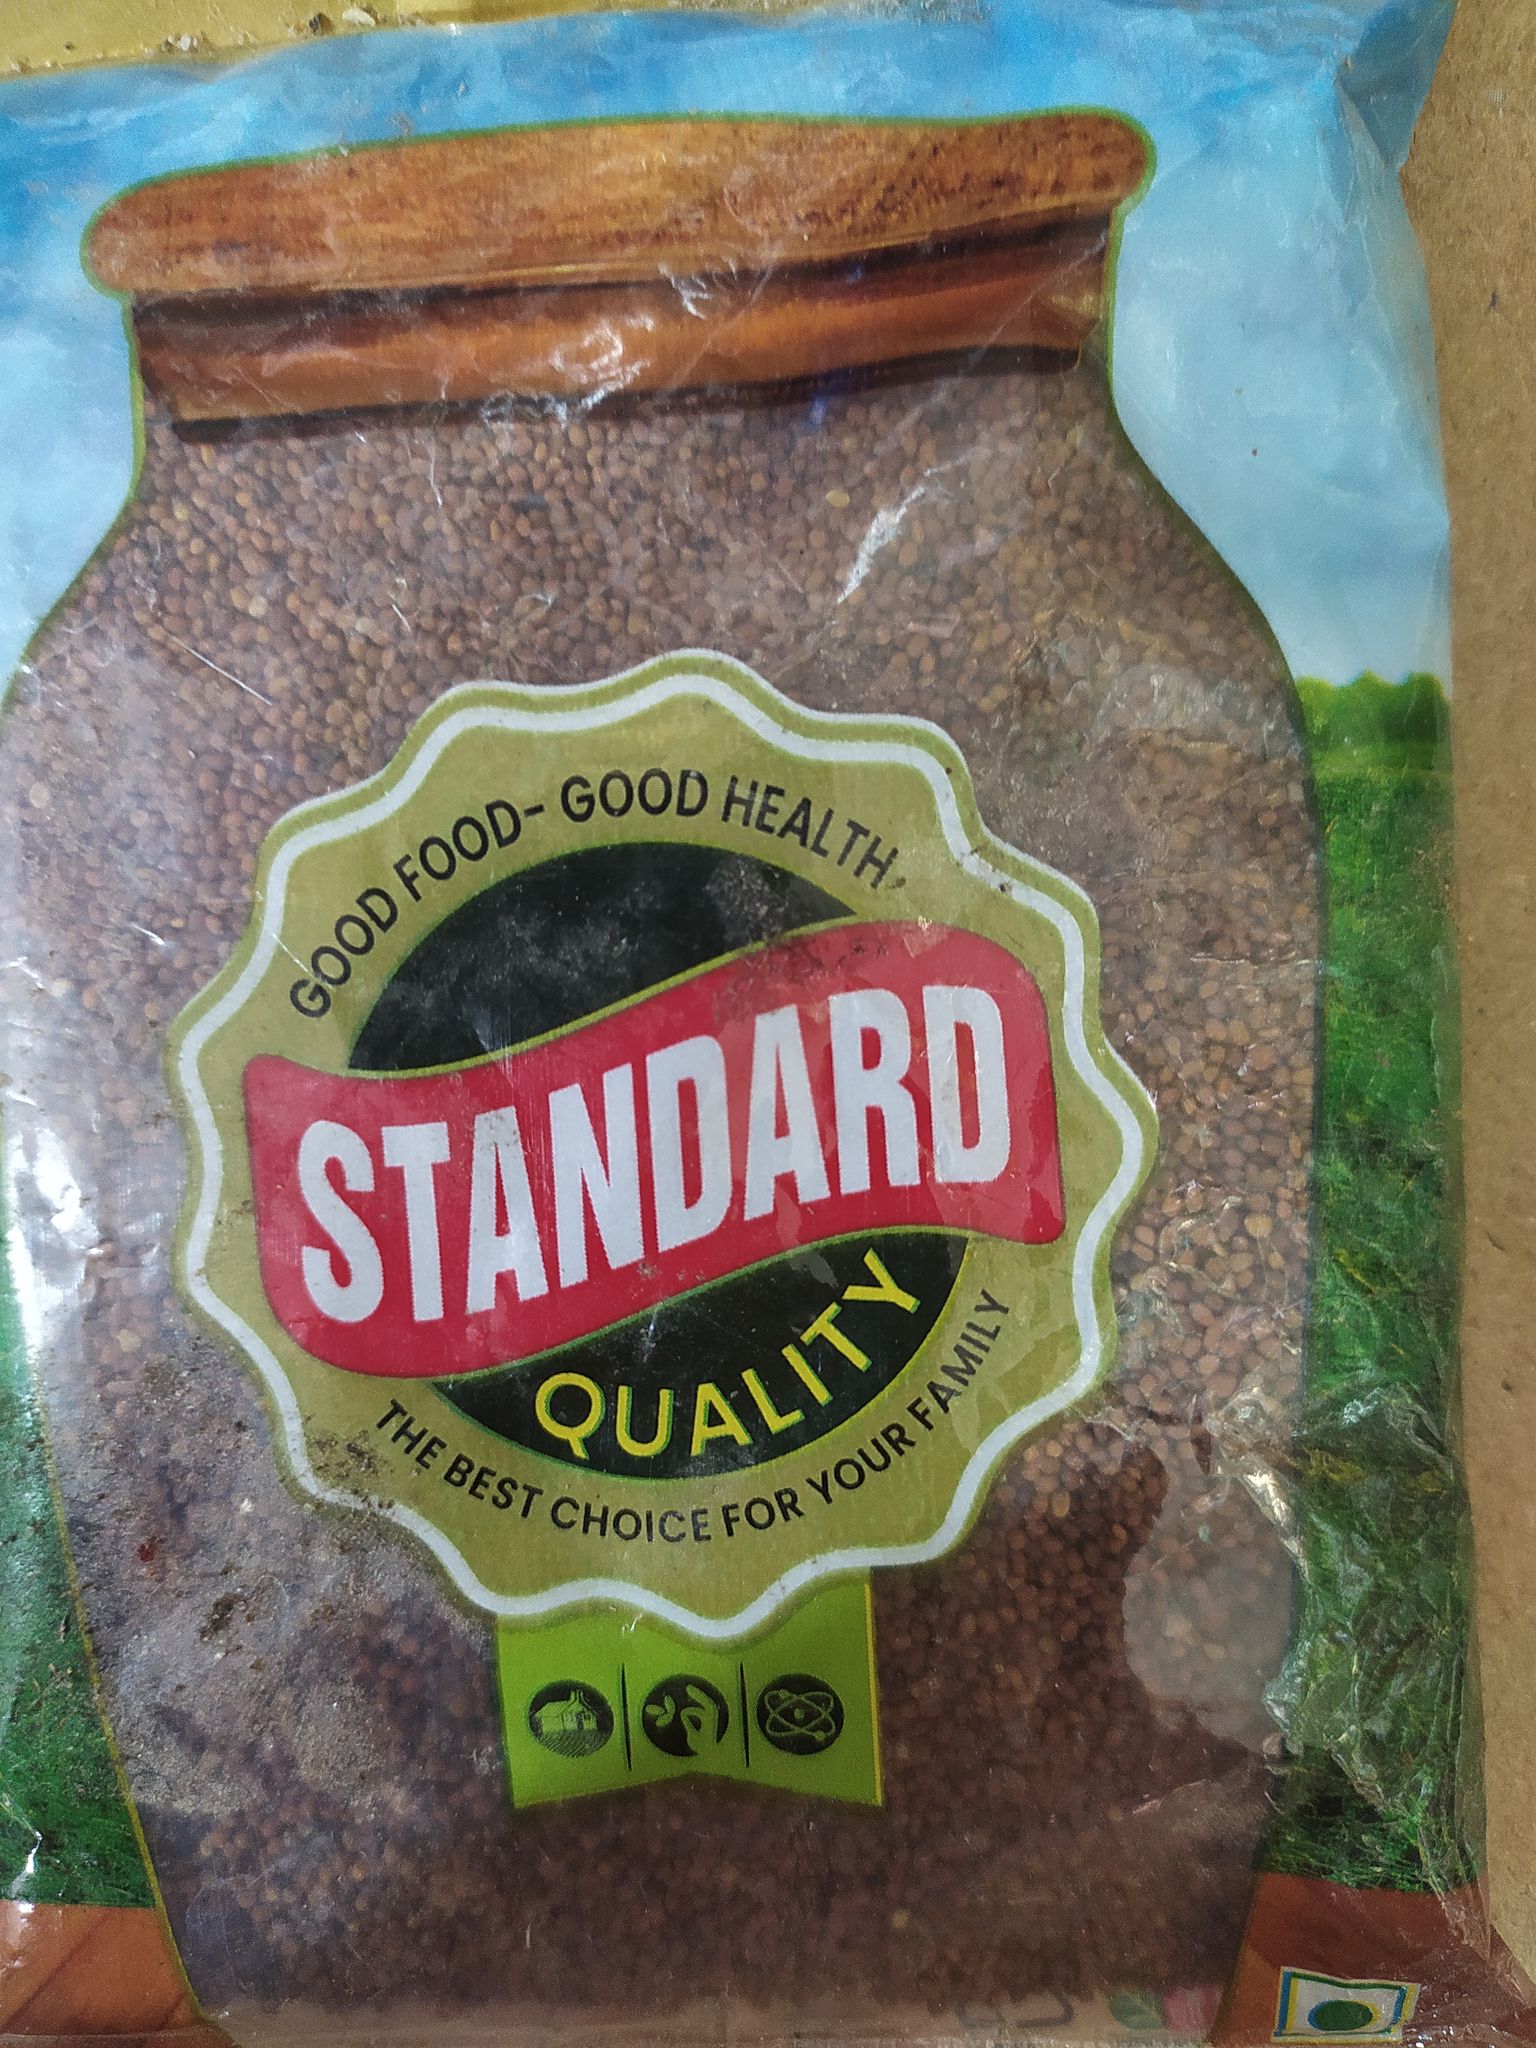 GOOD FOOD- GOOD HEALTH
STANDARD
QUALITY
THE BEST CHOICE FOR YOUR FAMILY